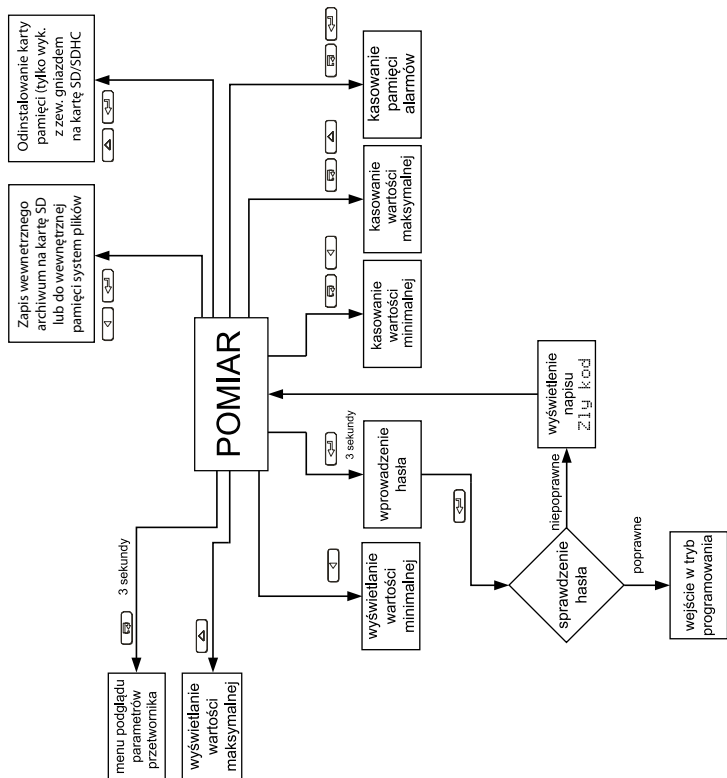 Odinstalowanie karty
pamięci (tylko wyk.
z zew. gniazdem
na kartę SD/SDHC
Zapis wewnetrznego
archiwum na kartę SD
lub do wewnętrznej
pamięci system plików
kasowanie
pamięci
alarmów
kasowanie
wartości
maksymalnej
kasowanie
wartości
minimalnej
POMIAR
wyświetlenie
napisu
Zly kod
3 sekundy
wprowadzenie
hasła
niepoprawne
sprawdzenie
hasła
poprawne
wejście w tryb
programowania
wyświetlanie
wartości
minimalnej
3 sekundy
menu podglądu
parametrów
przetwornika
wyświetlanie
wartości
maksymalnej